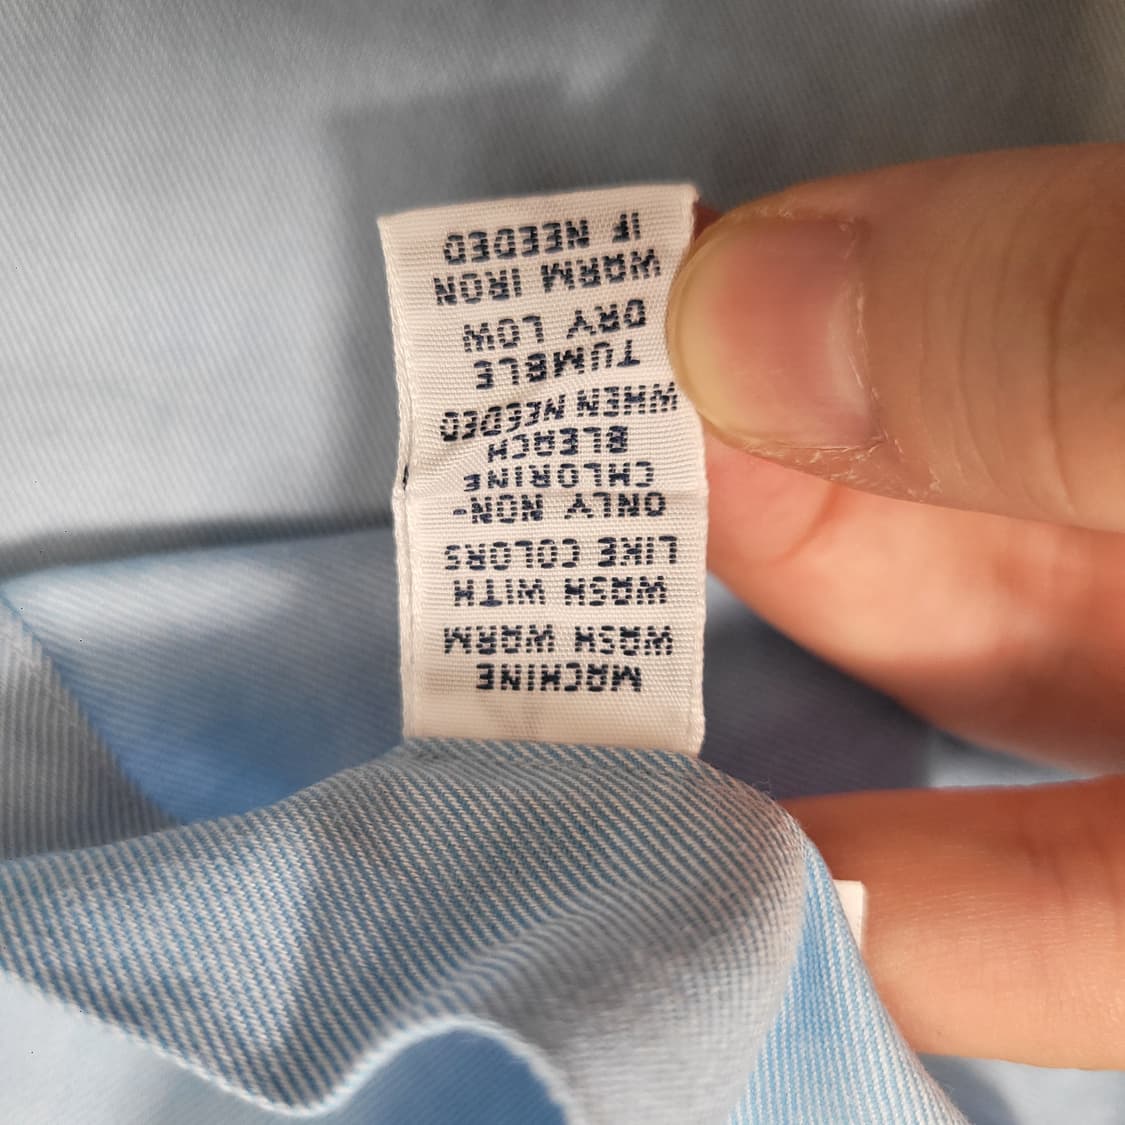 MACHINE
WASH WARM
WASH WITH
LIKE COLORS
ONLY NON-
CHLORINE
BLEACH
WHEN NEEDED
TUMBLE
DRY LOW
WARM IRON
IF NEEDED